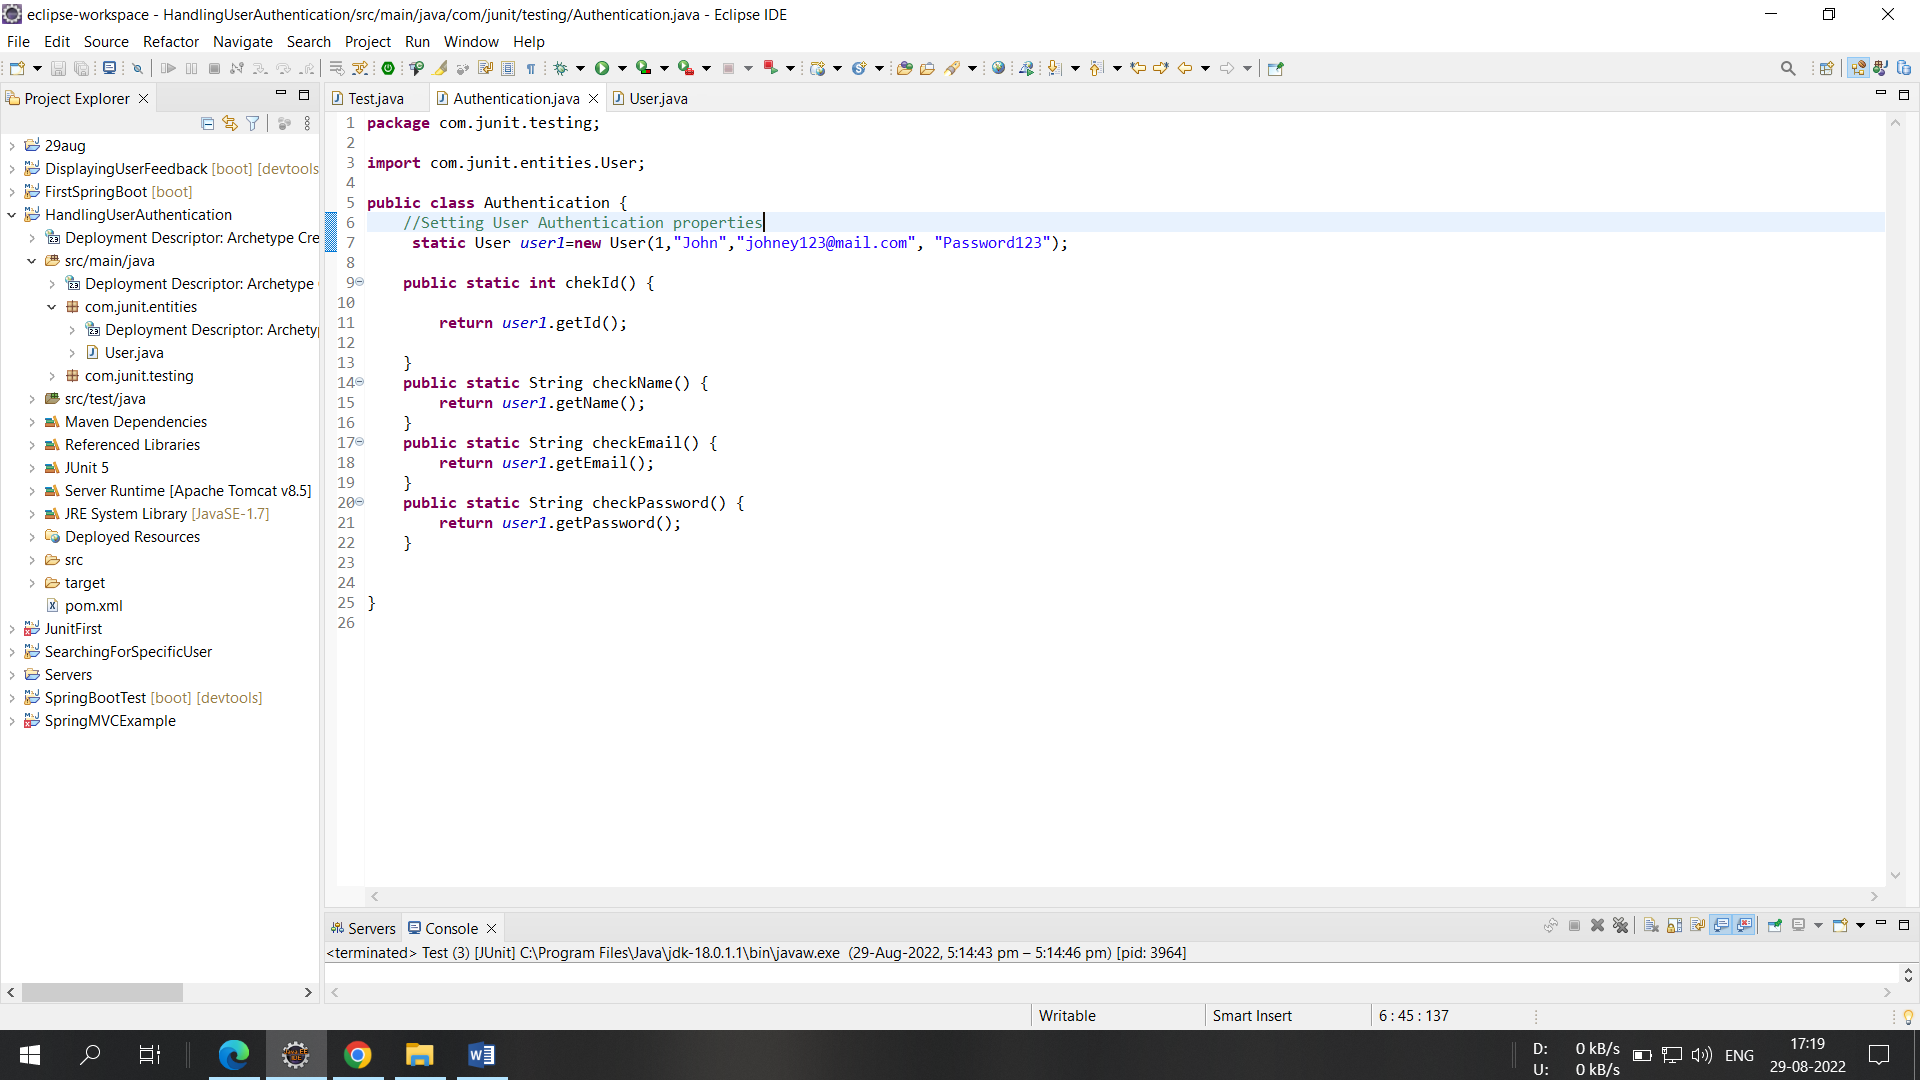 eclipse-workspace - HandlingUserAuthentication/src/main/java/com/junit/testing/Authentication.java - Eclipse IDE
File Edit Source Refactor Navigate Search Project Run Window Help
Project Explorer
29aug
DisplayingUserFeedback [boot] [devtools
FirstSpringBoot [boot]
HandlingUserAuthentication
Deployment Descriptor: Archetype Cre
src/main/java
Deployment Descriptor: Archetype
com.junit.entities
Deployment Descriptor: Archety
User.java
com.junit.testing
src/test/java
Maven Dependencies
Referenced Libraries
JUnit 5
Server Runtime [Apache Tomcat v8.5]
JRE System Library [JavaSE-1.7]
Deployed Resources
src
target
pom.xml
JunitFirst
SearchingForSpecificUser
Servers
SpringBootTest [boot] [devtools]
SpringMVCExample
Test.java Authentication.java User.java
1 package com.junit.testing;
2
3 import com.junit.entities.User;
4
5 public class Authentication {
6 //Setting User Authentication properties
7 static User user1=new User(1,"John","johney123@mail.com", "Password123");
8
9 public static int chekId() {
10
11 return user1.getId();
12
13 }
14 public static String checkName() {
15 return user1.getName();
16 }
17 public static String checkEmail() {
18 return user1.getEmail();
19 }
20 public static String checkPassword() {
21 return user1.getPassword();
22 }
23
24
25 }
26
Servers Console
<terminated> Test (3) [JUnit] C:\Program Files\Java\jdk-18.0.1.1\bin\javaw.exe (29-Aug-2022, 5:14:43 pm – 5:14:46 pm) [pid: 3964]
Writable Smart Insert 6 : 45 : 137
D: 0 kB/s
U: 0 kB/s
ENG
17:19
29-08-2022